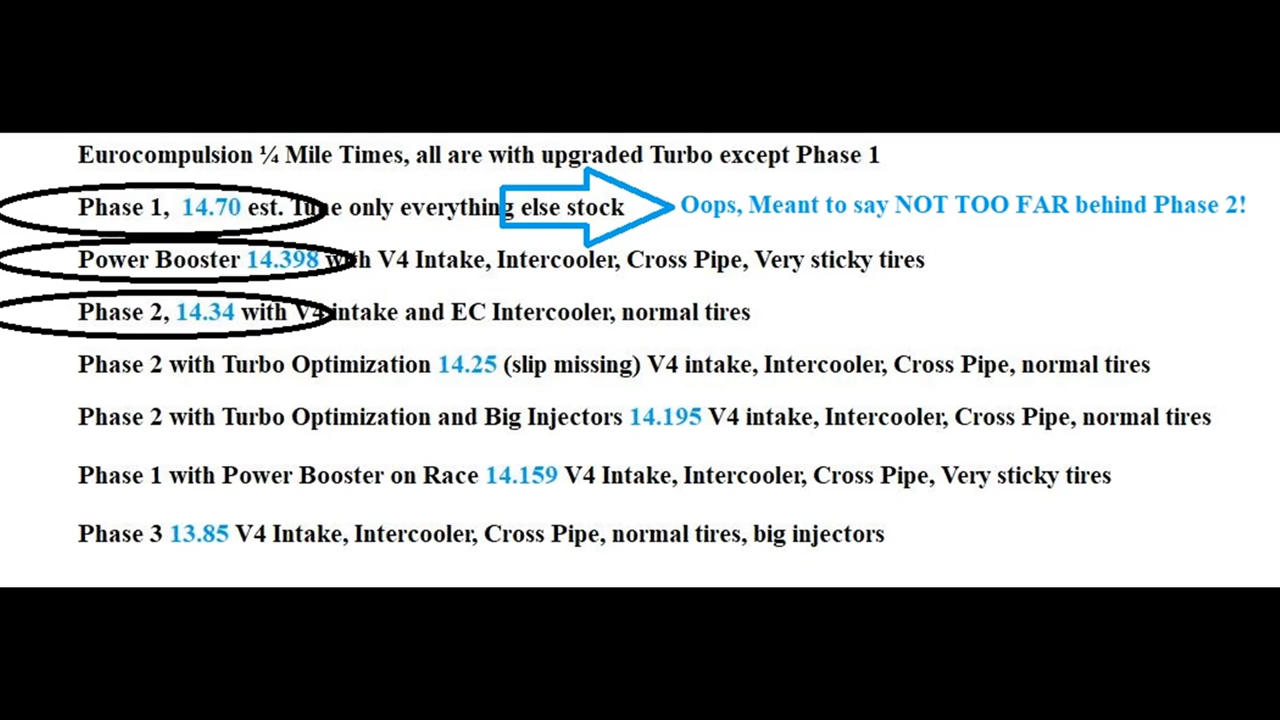 Eurocompulsion ¼ Mile Times, all are with upgraded Turbo except Phase 1
Phase 1, 14.70 est. Tune only everything else stock
Oops, Meant to say NOT TOO FAR behind Phase 2!
Power Booster 14.398 with V4 Intake, Intercooler, Cross Pipe, Very sticky tires
Phase 2, 14.34 with V4 intake and EC Intercooler, normal tires
Phase 2 with Turbo Optimization 14.25 (slip missing) V4 intake, Intercooler, Cross Pipe, normal tires
Phase 2 with Turbo Optimization and Big Injectors 14.195 V4 intake, Intercooler, Cross Pipe, normal tires
Phase 1 with Power Booster on Race 14.159 V4 Intake, Intercooler, Cross Pipe, Very sticky tires
Phase 3 13.85 V4 Intake, Intercooler, Cross Pipe, normal tires, big injectors